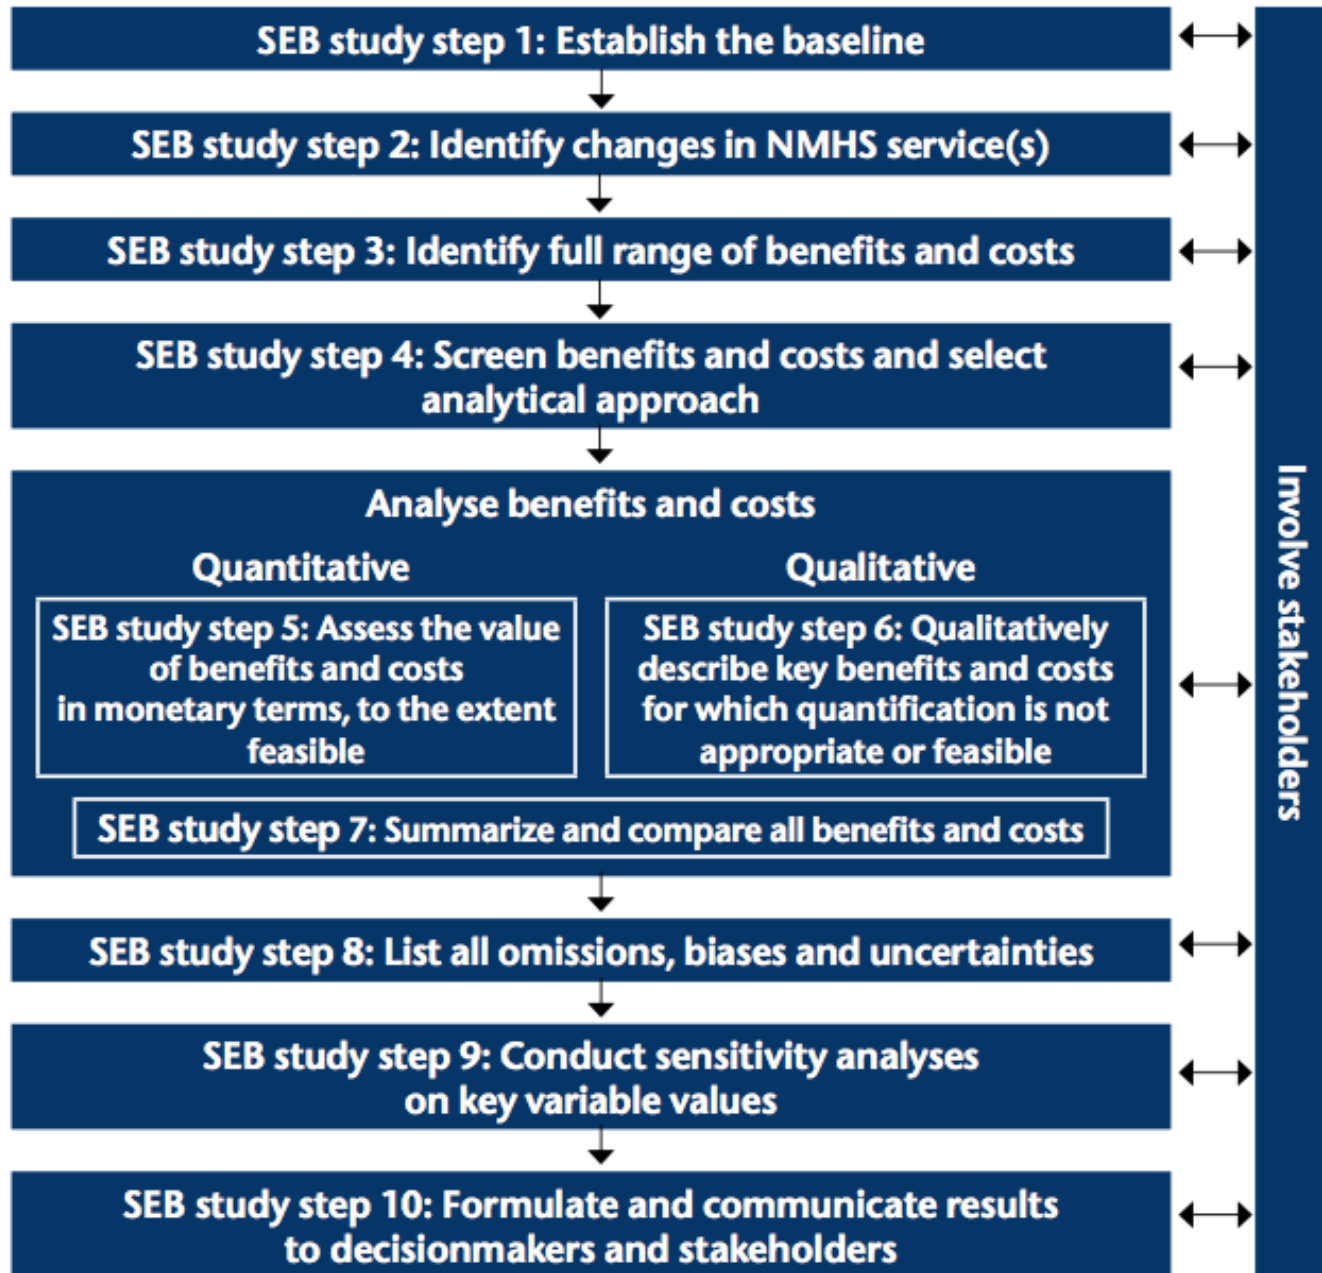 SEB study step 1: Establish the baseline
SEB study step 2: Identify changes in NMHS service(s)
SEB study step 3: Identify full range of benefits and costs
SEB study step 4: Screen benefits and costs and select
analytical approach
Analyse benefits and costs
Quantitative
SEB study step 5: Assess the value
of benefits and costs
in monetary terms, to the extent
feasible
Qualitative
SEB study step 6: Qualitatively
describe key benefits and costs
for which quantification is not
appropriate or feasible
SEB study step 7: Summarize and compare all benefits and costs
SEB study step 8: List all omissions, biases and uncertainties
SEB study step 9: Conduct sensitivity analyses
on key variable values
SEB study step 10: Formulate and communicate results
to decisionmakers and stakeholders
Involve stakeholders